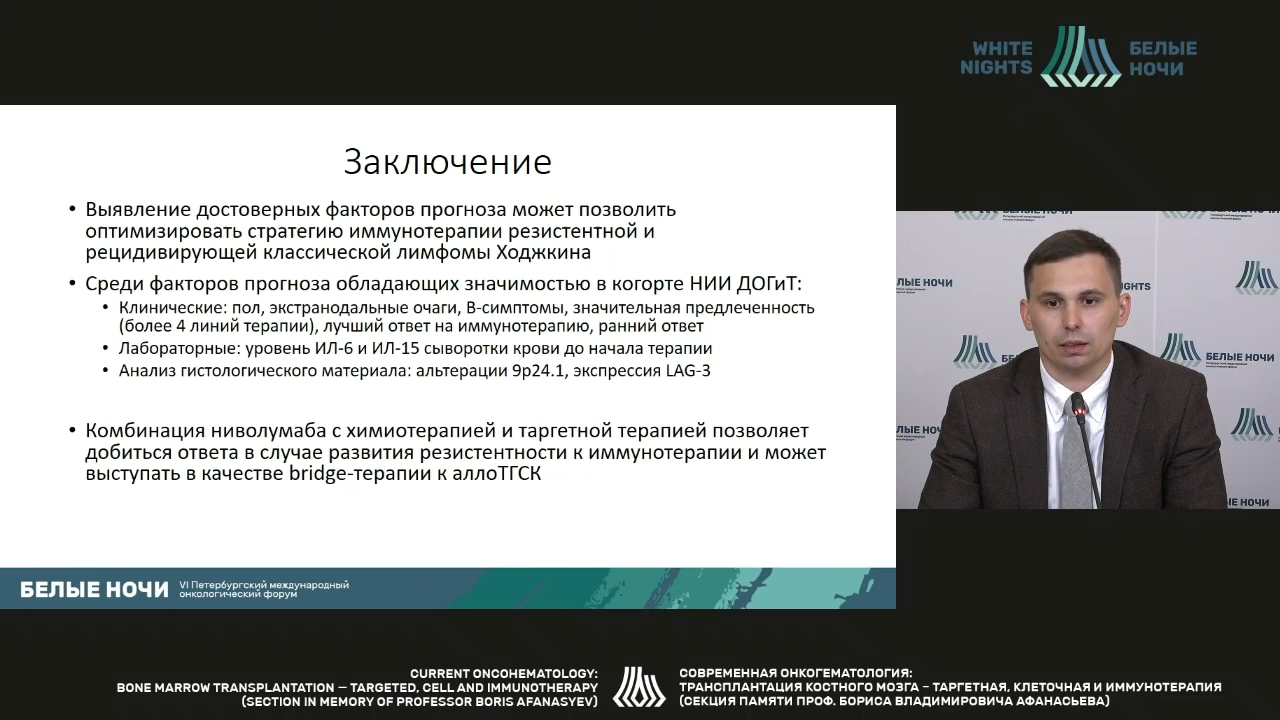 WHITE
NIGHTS
БЕЛЫЕ
НОЧИ
Заключение
• Выявление достоверных факторов прогноза может позволить
оптимизировать стратегию иммунотерапии резистентной и
рецидивирующей классической лимфомы Ходжкина
• Среди факторов прогноза обладающих значимостью в когорте НИИ ДОГиТ:
• Клинические: пол, экстранодальные очаги, В-симптомы, значительная предлеченность
(более 4 линий терапии), лучший ответ на иммунотерапию, ранний ответ
• Лабораторные: уровень ИЛ-6 и ИЛ-15 сыворотки крови до начала терапии
• Анализ гистологического материала: альтерации 9р24.1, экспрессия LAG-3
• Комбинация ниволумаба с химиотерапией и таргетной терапией позволяет
добиться ответа в случае развития резистентности к иммунотерапии и может
выступать в качестве bridge-терапии к аллоТГСК
БЕЛЫЕ НОЧИ
VI Петербургский международный
онкологический форум
БЕЛЫЕ НОЧИ
CURRENT ONCOHEMATOLOGY:
BONE MARROW TRANSPLANTATION – TARGETED, CELL AND IMMUNOTHERAPY
(SECTION IN MEMORY OF PROFESSOR BORIS AFANASYEV)
СОВРЕМЕННАЯ ОНКОГЕМАТОЛОГИЯ:
ТРАНСПЛАНТАЦИЯ КОСТНОГО МОЗГА – ТАРГЕТНАЯ, КЛЕТОЧНАЯ И ИММУНОТЕРАПИЯ
(СЕКЦИЯ ПАМЯТИ ПРОФ. БОРИСА ВЛАДИМИРОВИЧА АФАНАСЬЕВА)